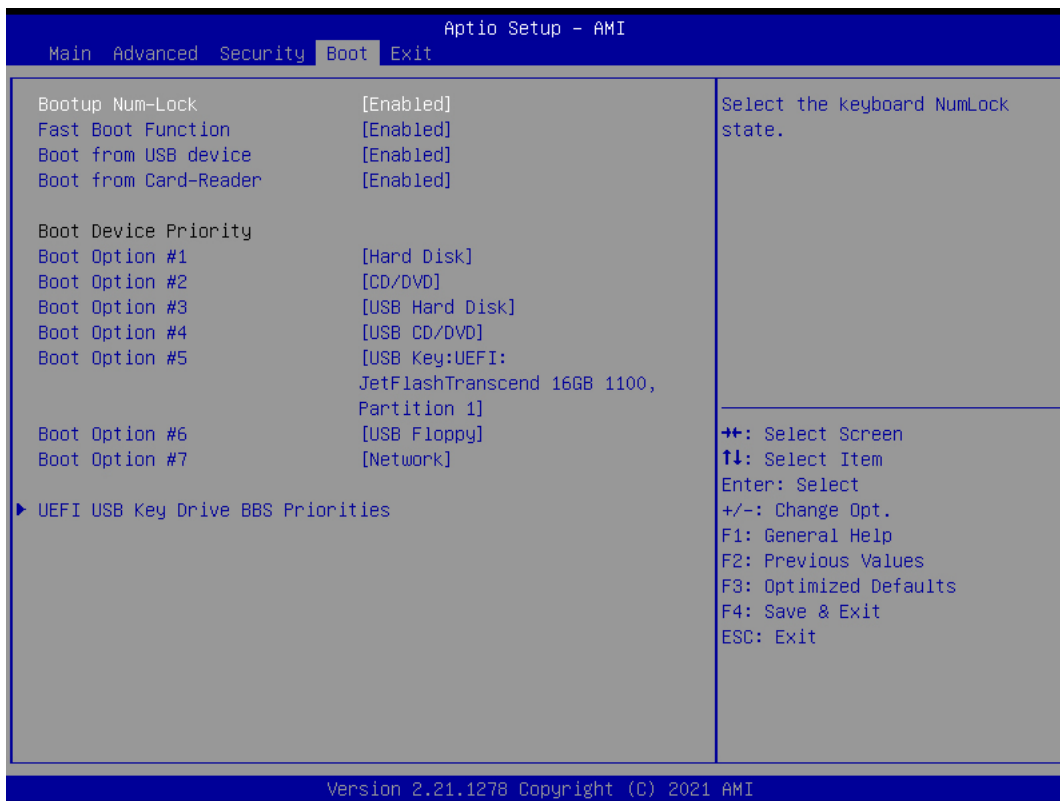 Aptio Setup – AMI
Main Advanced Security Boot Exit
Bootup Num-Lock [Enabled]
Fast Boot Function [Enabled]
Boot from USB device [Enabled]
Boot from Card-Reader [Enabled]
Boot Device Priority
Boot Option #1 [Hard Disk]
Boot Option #2 [CD/DVD]
Boot Option #3 [USB Hard Disk]
Boot Option #4 [USB CD/DVD]
Boot Option #5 [USB Key:UEFI:
JetFlashTranscend 16GB 1100,
Partition 1]
Boot Option #6 [USB Floppy]
Boot Option #7 [Network]
▶ UEFI USB Key Drive BBS Priorities
Select the keyboard NumLock
state.
→←: Select Screen
↑↓: Select Item
Enter: Select
+/-: Change Opt.
F1: General Help
F2: Previous Values
F3: Optimized Defaults
F4: Save & Exit
ESC: Exit
Version 2.21.1278 Copyright (C) 2021 AMI